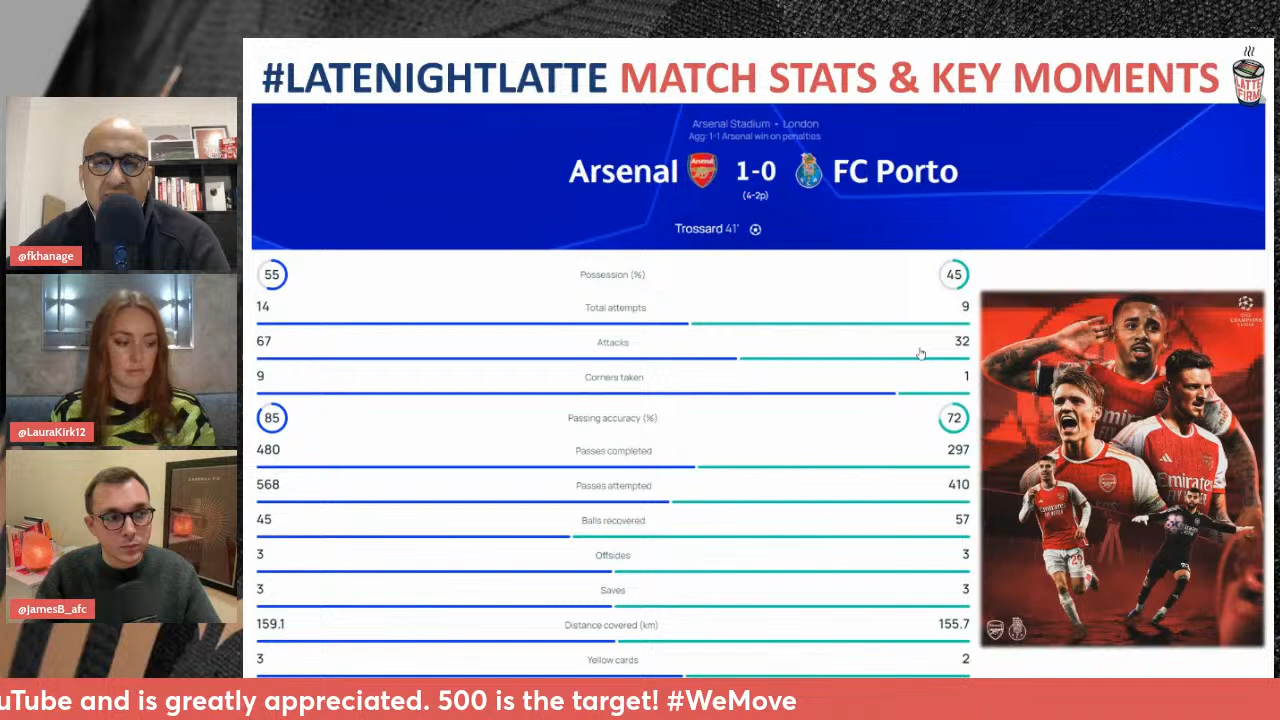 #LATENIGHTLATTE MATCH STATS & KEY MOMENTS
LATTE
FIRM
Arsenal Stadium • London
Agg: 1-1 Arsenal win on penalties
Arsenal 1-0 FC Porto
(4-2p)
Trossard 41'
55 Possession (%) 45
14 Total attempts 9
67 Attacks 32
9 Corners taken 1
85 Passing accuracy (%) 72
480 Passes completed 297
568 Passes attempted 410
45 Balls recovered 57
3 Offsides 3
3 Saves 3
159.1 Distance covered (km) 155.7
3 Yellow cards 2
@fkhanage
@LauraKirk12
@JamesB_afc
uTube and is greatly appreciated. 500 is the target! #WeMove